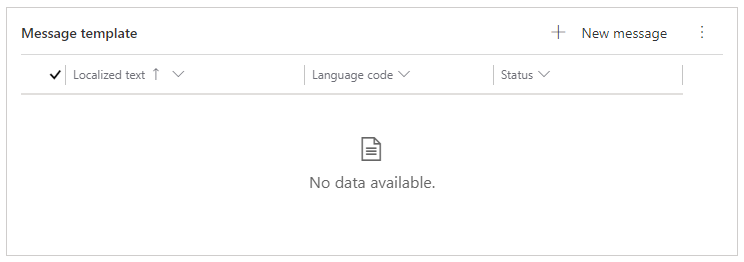 Message template
New message
Localized text Language code Status
No data available.